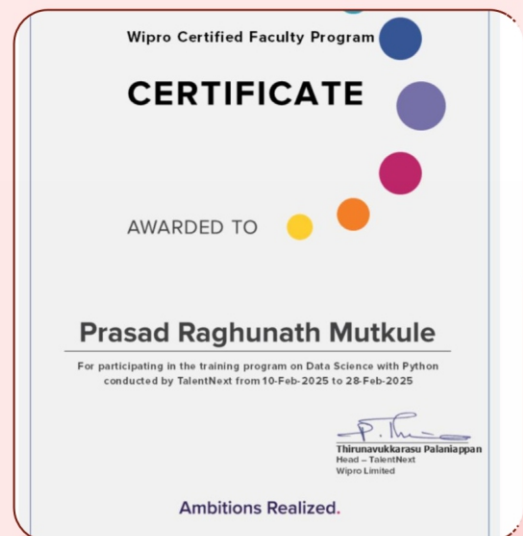 Wipro Certified Faculty Program
CERTIFICATE
AWARDED TO
Prasad Raghunath Mutkule
For participating in the training program on Data Science with Python
conducted by TalentNext from 10-Feb-2025 to 28-Feb-2025
Thirunavukkarasu Palaniappan
Head – TalentNext
Wipro Limited
Ambitions Realized.